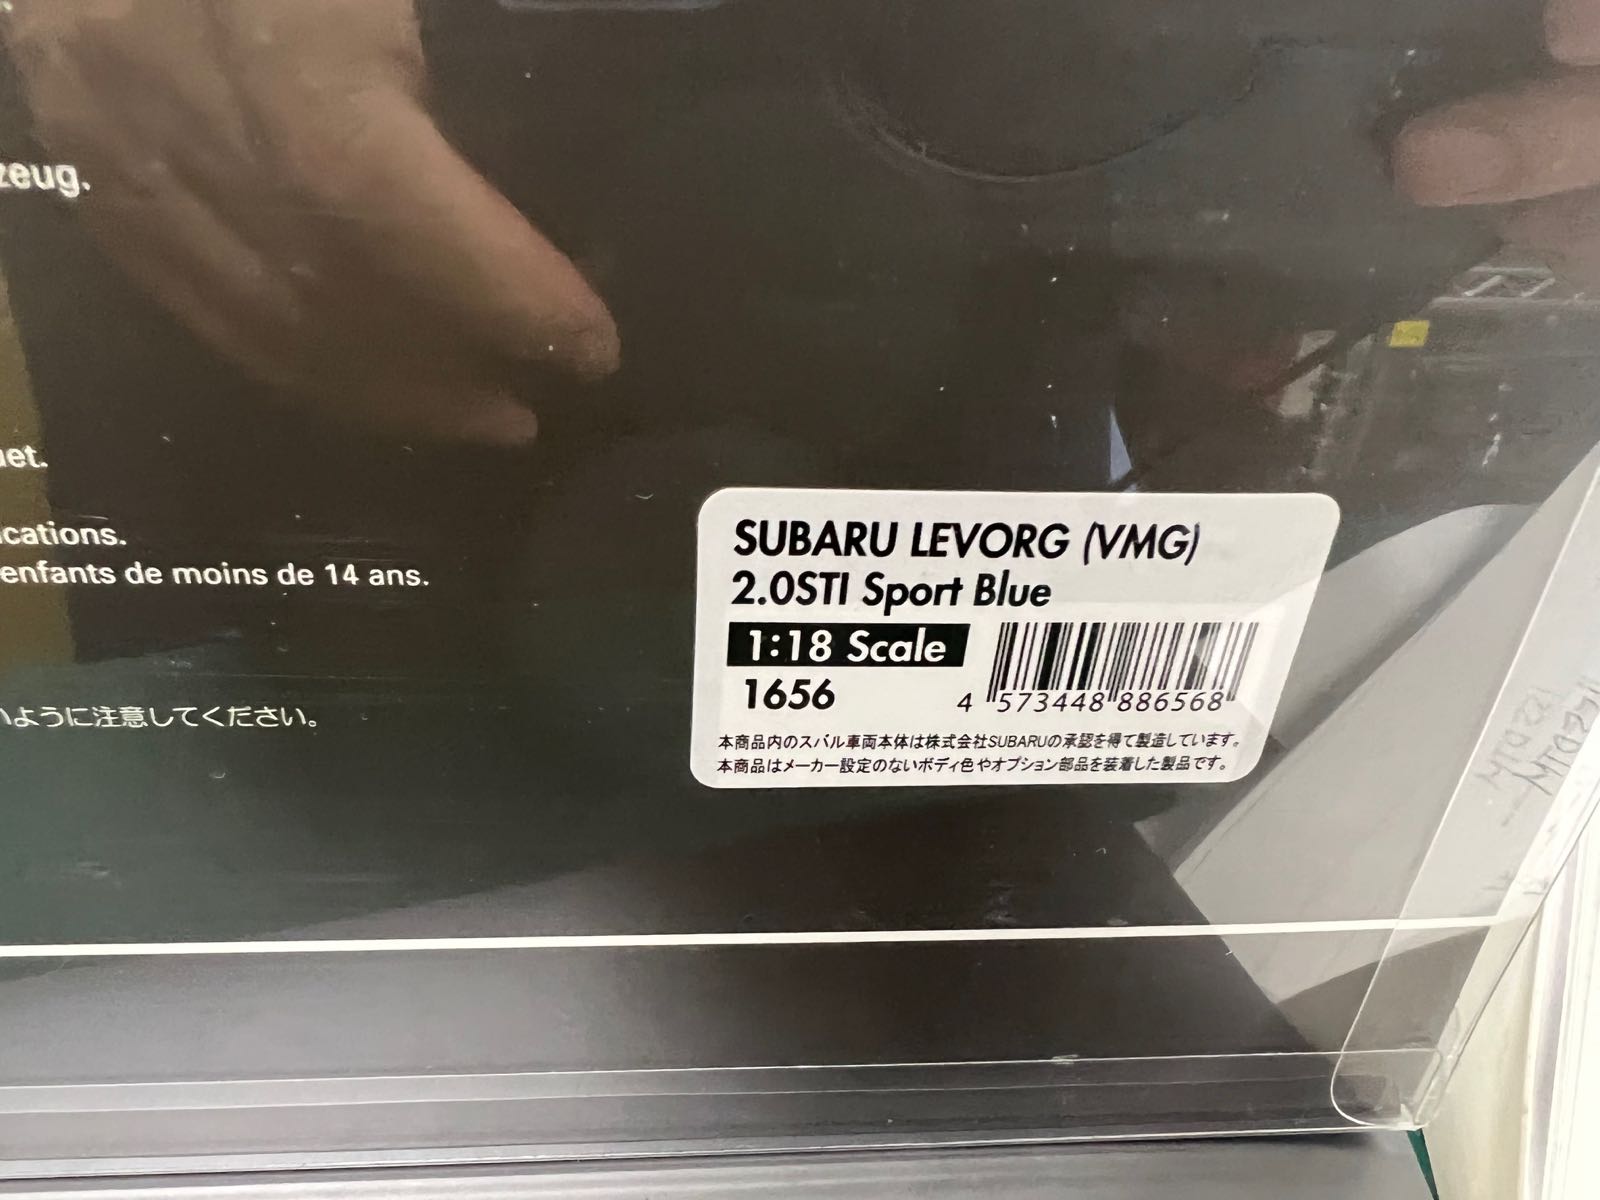 zeug.
uet.
cations.
enfants de moins de 14 ans.
いように注意してください。
SUBARU LEVORG (VMG)
2.0STI Sport Blue
1:18 Scale
1656
4 573448 886568
本商品内のスバル車両本体は株式会社SUBARUの承認を得て製造しています。
本商品はメーカー設定のないボディ色やオプション部品を装着した製品です。